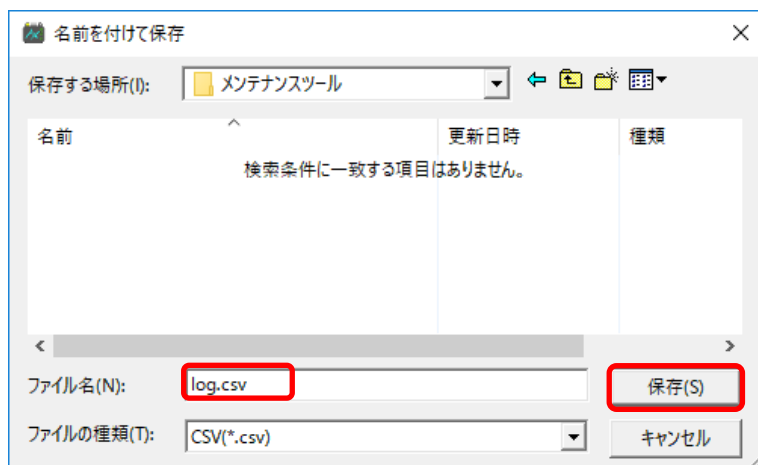 名前を付けて保存
保存する場所(I): メンテナンスツール
名前 更新日時 種類
検索条件に一致する項目はありません。
ファイル名(N): log.csv 保存(S)
ファイルの種類(T): CSV(*.csv) キャンセル